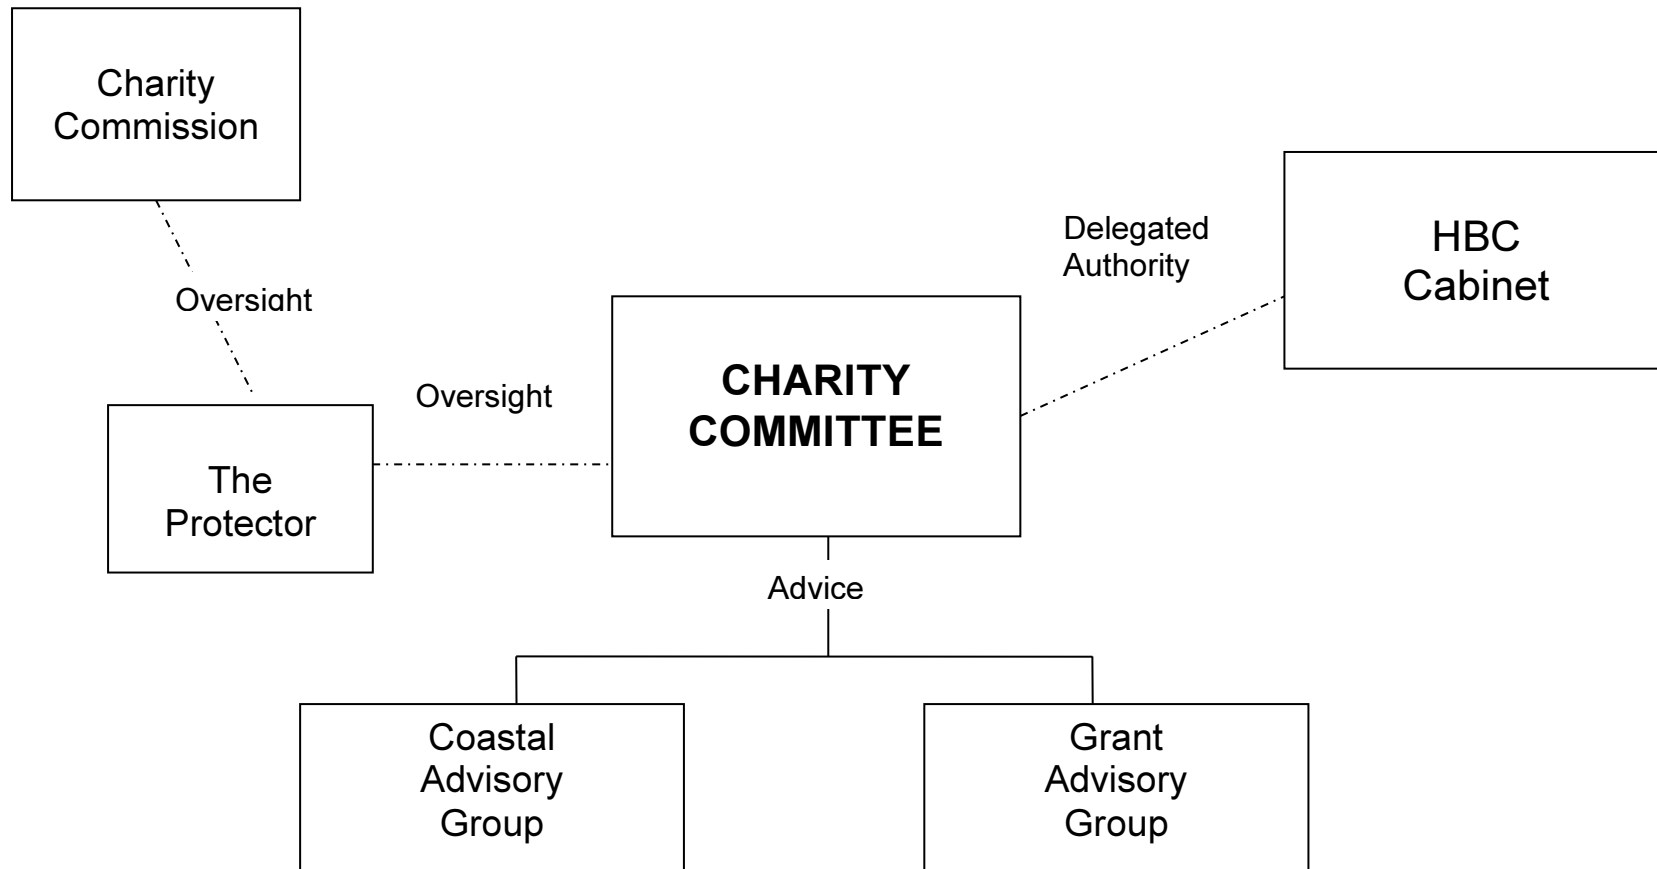 Charity
Commission
Delegated
Authority
HBC
Cabinet
Oversight
Oversight
CHARITY
COMMITTEE
The
Protector
Advice
Coastal
Advisory
Group
Grant
Advisory
Group